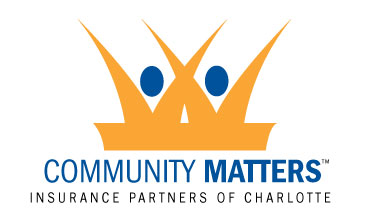 COMMUNITY MATTERS™
INSURANCE PARTNERS OF CHARLOTTE